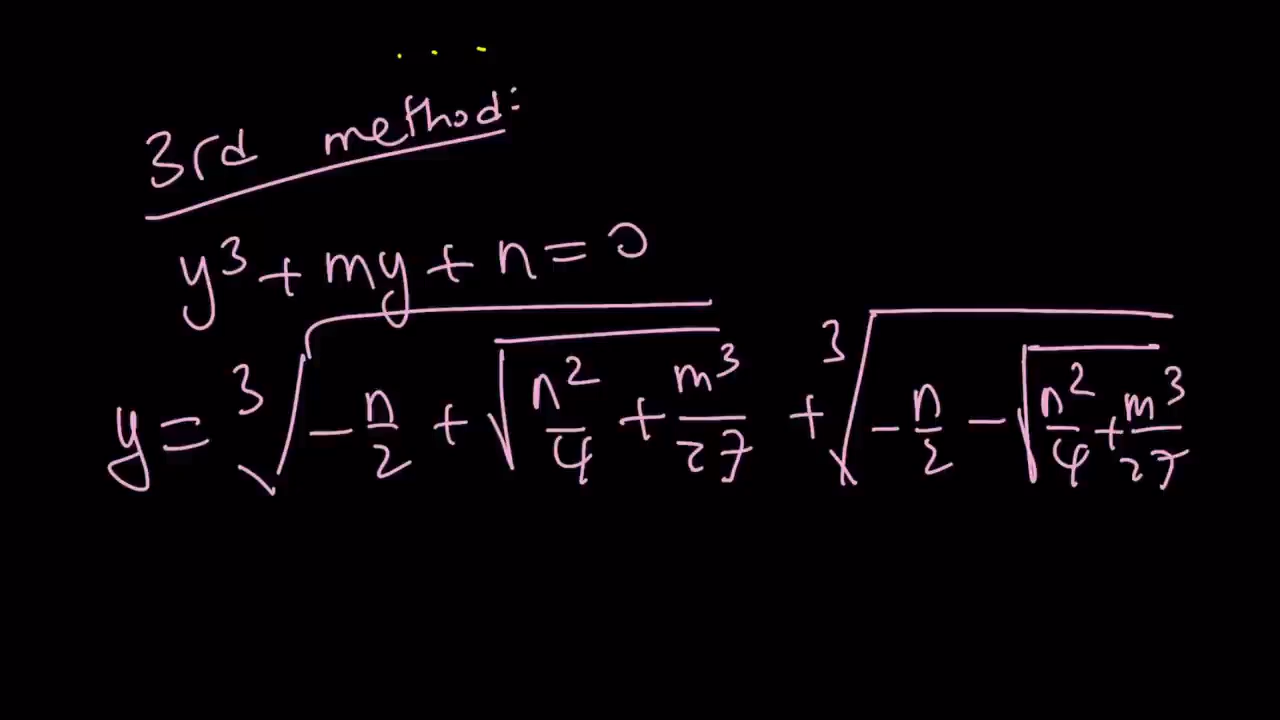 3rd method:
y³ + my + n = 0
y = ∛(-n/2 + √(n²/4 + m³/27)) + ∛(-n/2 - √(n²/4 + m³/27))